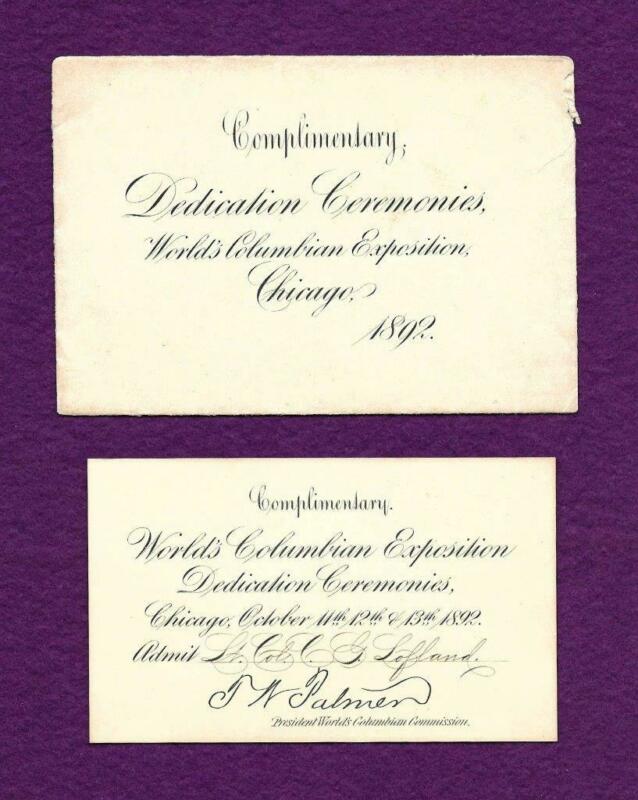 Complimentary,
Dedication Ceremonies,
World's Columbian Exposition,
Chicago,
1892.
Complimentary.
World's Columbian Exposition
Dedication Ceremonies,
Chicago, October 11th 12th & 13th 1892.
Admit Lt. Col. C. G. Loffland.
T W Palmer
President World's Columbian Commission.